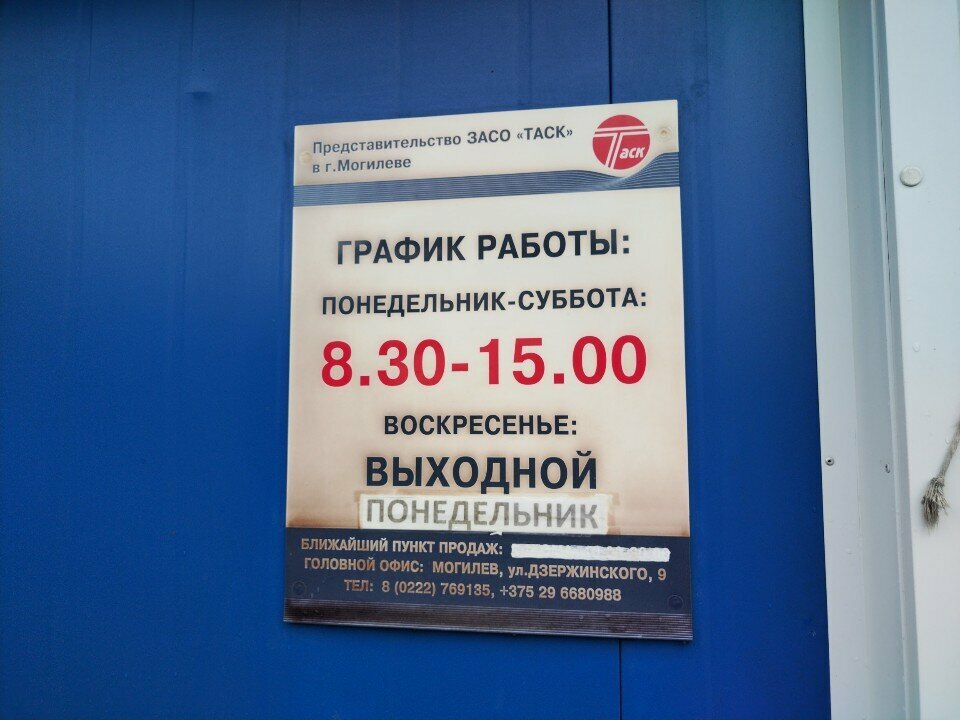 Представительство ЗАСО «ТАСК»
в г.Могилеве
Таск
ГРАФИК РАБОТЫ:
ПОНЕДЕЛЬНИК-СУББОТА:
8.30-15.00
ВОСКРЕСЕНЬЕ:
ВЫХОДНОЙ
ПОНЕДЕЛЬНИК
БЛИЖАЙШИЙ ПУНКТ ПРОДАЖ:
ГОЛОВНОЙ ОФИС: МОГИЛЕВ, ул.ДЗЕРЖИНСКОГО, 9
ТЕЛ: 8 (0222) 769135, +375 29 6680988